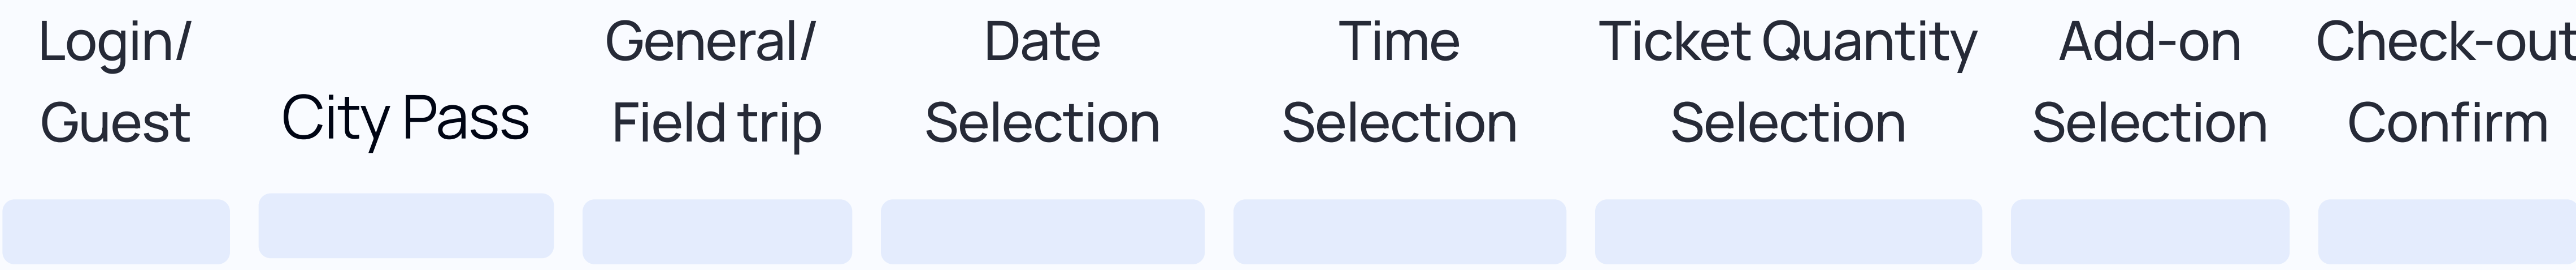 Login/
Guest
City Pass
General/
Field trip
Date
Selection
Time
Selection
Ticket Quantity
Selection
Add-on
Selection
Check-out
Confirm